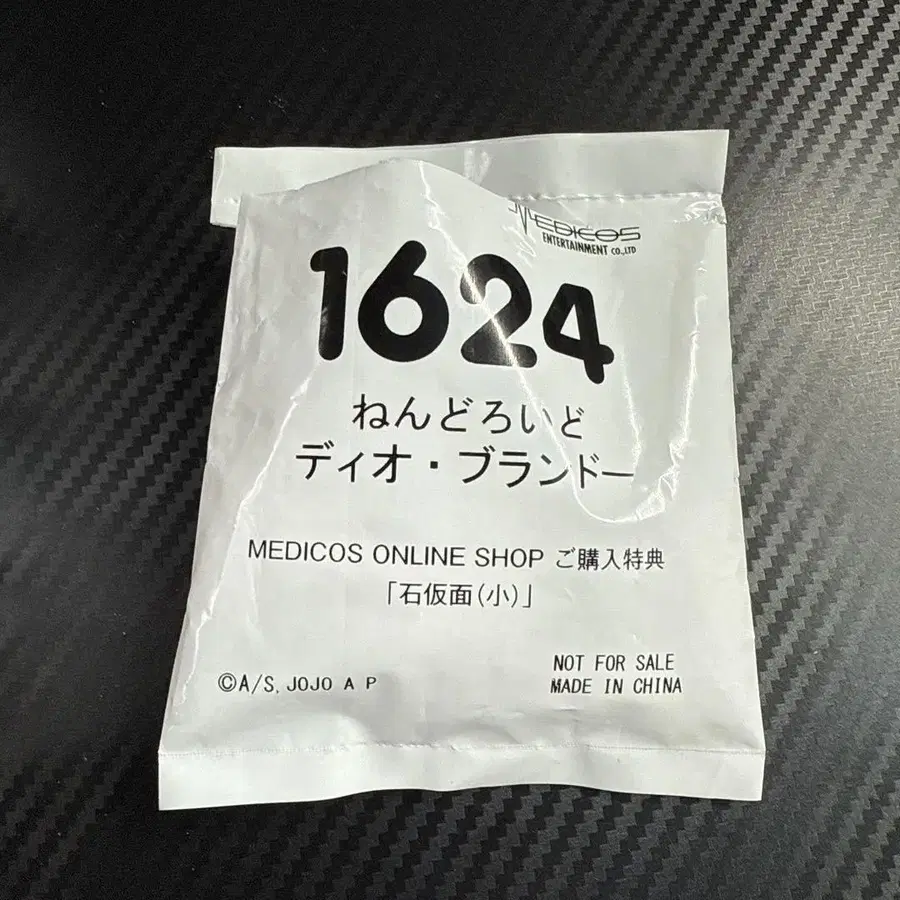 MEDICOS
ENTERTAINMENT CO.,LTD
1624
ねんどろいど
ディオ・ブランドー
MEDICOS ONLINE SHOP ご購入特典
「石仮面(小)」
©A/S, JOJO A P
NOT FOR SALE
MADE IN CHINA